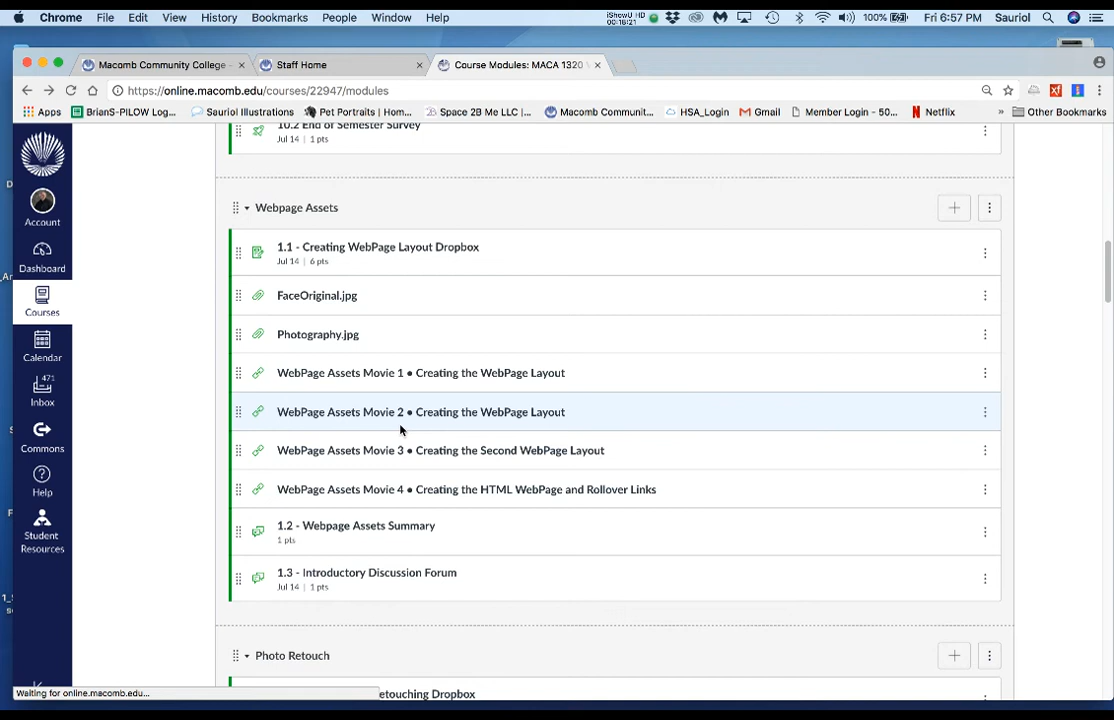 Chrome File Edit View History Bookmarks People Window Help iShowU HD 00:16:21 100% Fri 6:57 PM Sauriol
Macomb Community College - Staff Home Course Modules: MACA 1320
https://online.macomb.edu/courses/22947/modules
Apps BrianS-PILOW Log... Sauriol Illustrations Pet Portraits | Hom... Space 2B Me LLC |... Macomb Communit... HSA_Login Gmail Member Login - 50... Netflix » Other Bookmarks
10.2 End of Semester Survey
Jul 14 | 1 pts
Account
Dashboard
Courses
Calendar
471
Inbox
Commons
Help
Student
Resources
Webpage Assets
1.1 - Creating WebPage Layout Dropbox
Jul 14 | 6 pts
FaceOriginal.jpg
Photography.jpg
WebPage Assets Movie 1 • Creating the WebPage Layout
WebPage Assets Movie 2 • Creating the WebPage Layout
WebPage Assets Movie 3 • Creating the Second WebPage Layout
WebPage Assets Movie 4 • Creating the HTML WebPage and Rollover Links
1.2 - Webpage Assets Summary
1 pts
1.3 - Introductory Discussion Forum
Jul 14 | 1 pts
Photo Retouch
etouching Dropbox
Waiting for online.macomb.edu...